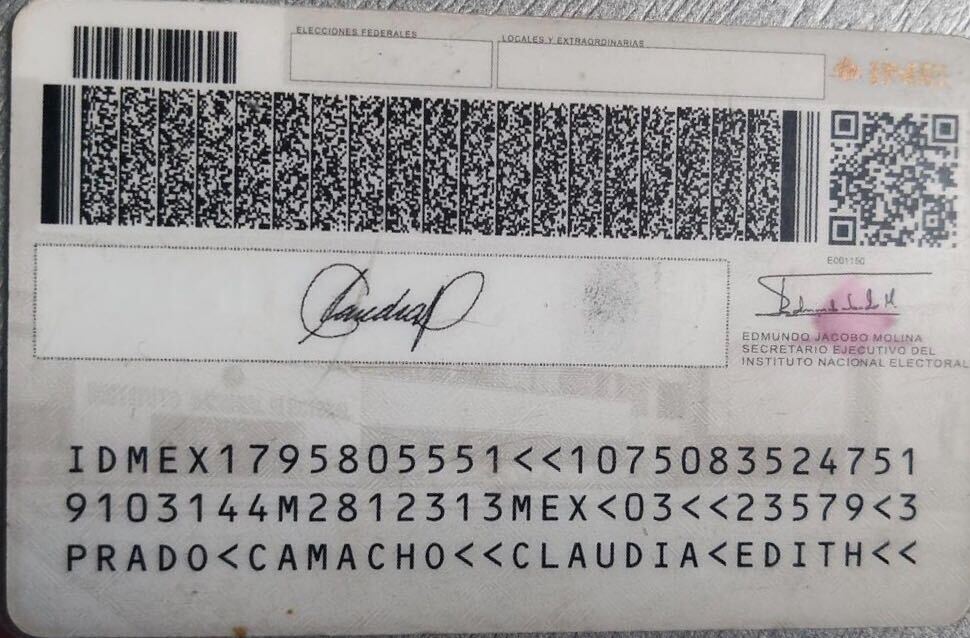 ELECCIONES FEDERALES
LOCALES Y EXTRAORDINARIAS
E001150
EDMUNDO JACOBO MOLINA
SECRETARIO EJECUTIVO DEL
INSTITUTO NACIONAL ELECTORAL
IDMEX1795805551<<1075083524751
9103144M2812313MEX<03<<23579<3
PRADO<CAMACHO<<CLAUDIA<EDITH<<